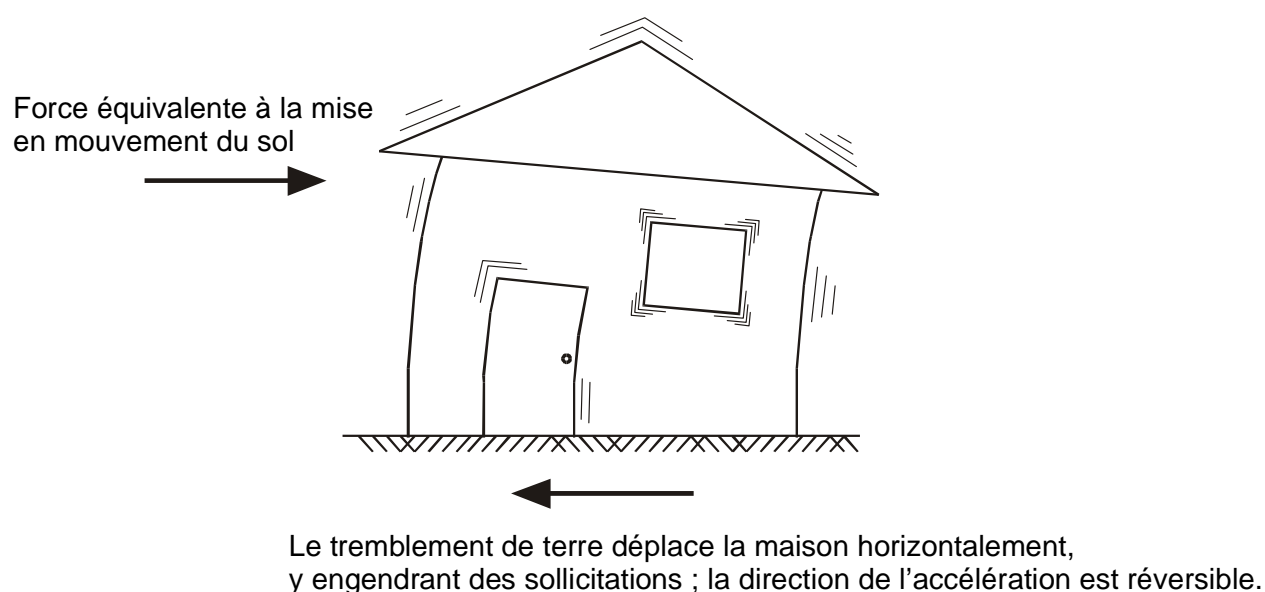 Force équivalente à la mise
en mouvement du sol
Le tremblement de terre déplace la maison horizontalement,
y engendrant des sollicitations ; la direction de l’accélération est réversible.